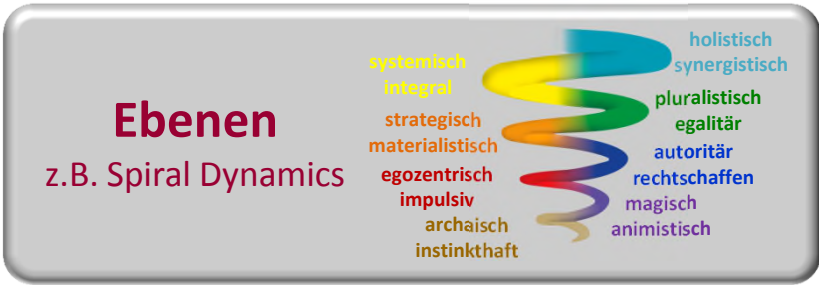 Ebenen
z.B. Spiral Dynamics
systemisch
integral
strategisch
materialistisch
egozentrisch
impulsiv
archaisch
instinkthaft
holistisch
synergistisch
pluralistisch
egalitär
autoritär
rechtschaffen
magisch
animistisch